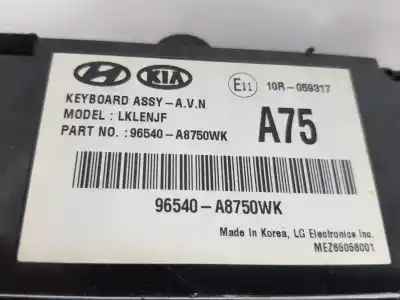 KIA
E11
10R-059317
KEYBOARD ASSY-A.V.N
MODEL : LKLENJF
PART NO. : 96540-A8750WK
A75
96540-A8750WK
Made in Korea, LG Electronics Inc.
MEZ65056001